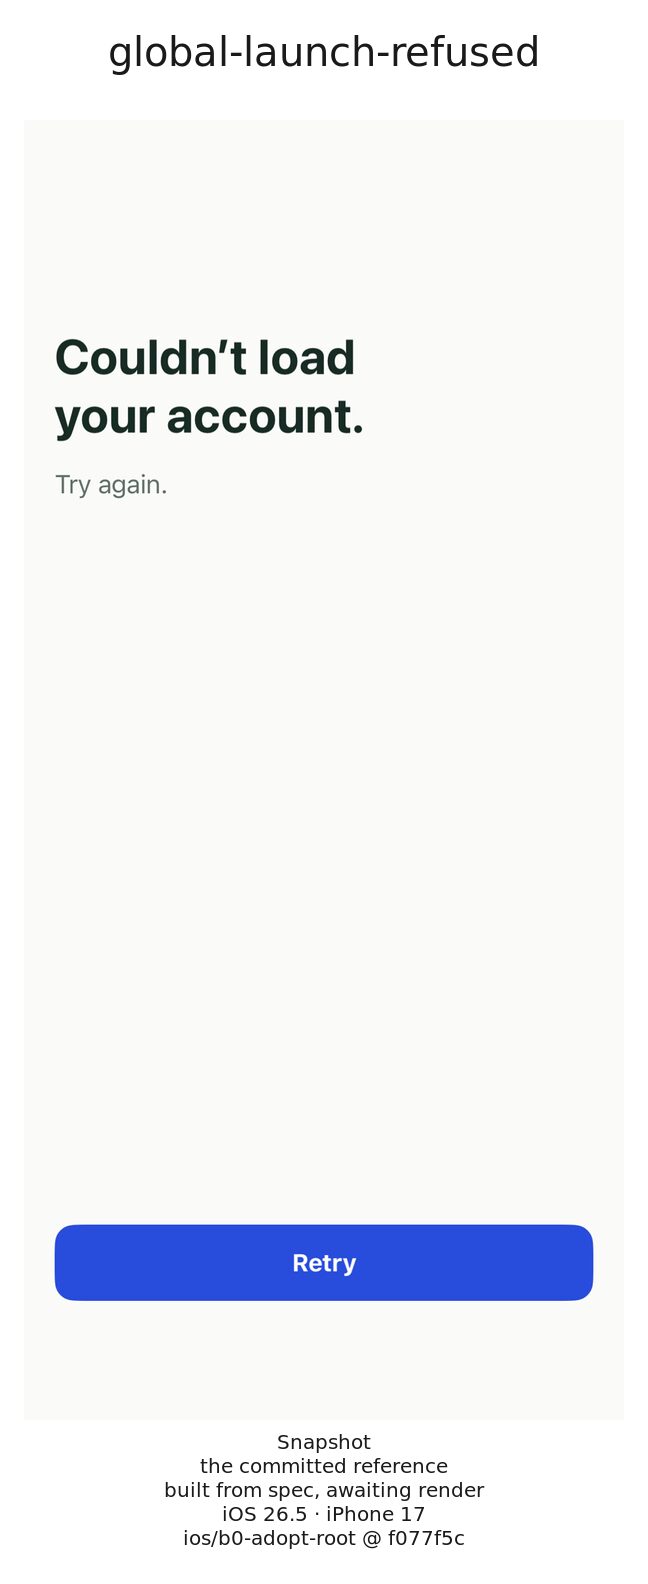 global-launch-refused
Couldn’t load
your account.
Try again.
Retry
Snapshot
the committed reference
built from spec, awaiting render
iOS 26.5 · iPhone 17
ios/b0-adopt-root @ f077f5c